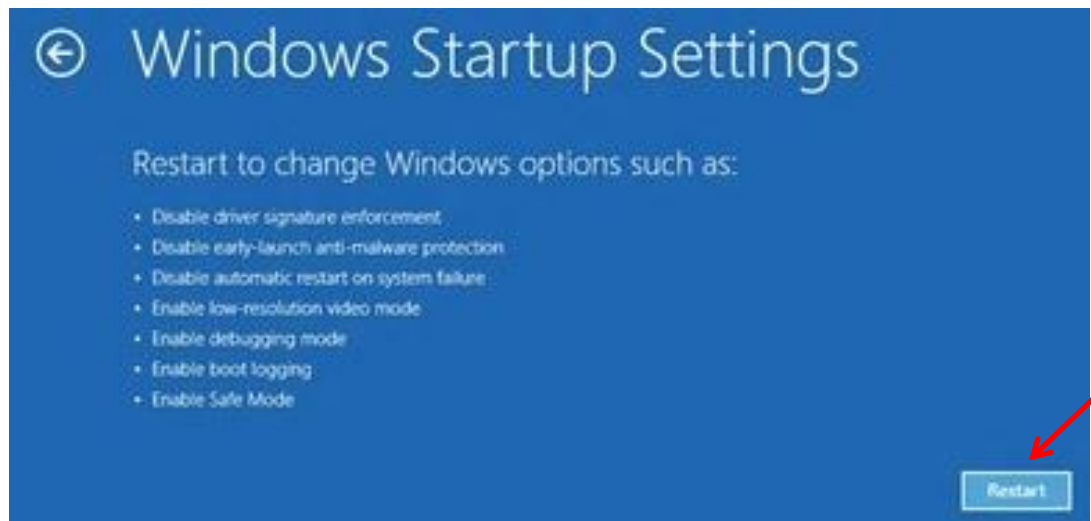 Windows Startup Settings
Restart to change Windows options such as:
• Disable driver signature enforcement
• Disable early-launch anti-malware protection
• Disable automatic restart on system failure
• Enable low-resolution video mode
• Enable debugging mode
• Enable boot logging
• Enable Safe Mode
Restart